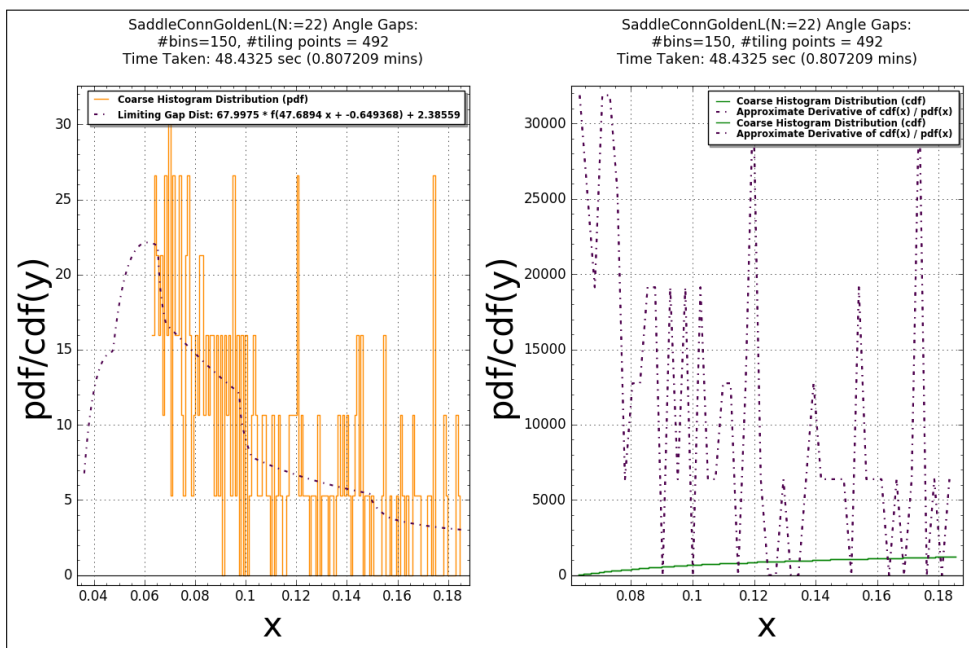 SaddleConnGoldenL(N:=22) Angle Gaps:
#bins=150, #tiling points = 492
Time Taken: 48.4325 sec (0.807209 mins)
Coarse Histogram Distribution (pdf)
Limiting Gap Dist: 67.9975 * f(47.6894 x + -0.649368) + 2.38559
pdf/cdf(y)
30
25
20
15
10
5
0
0.04
0.06
0.08
0.10
0.12
0.14
0.16
0.18
x
SaddleConnGoldenL(N:=22) Angle Gaps:
#bins=150, #tiling points = 492
Time Taken: 48.4325 sec (0.807209 mins)
Coarse Histogram Distribution (cdf)
Approximate Derivative of cdf(x) / pdf(x)
Coarse Histogram Distribution (cdf)
Approximate Derivative of cdf(x) / pdf(x)
pdf/cdf(y)
30000
25000
20000
15000
10000
5000
0
0.08
0.10
0.12
0.14
0.16
0.18
x